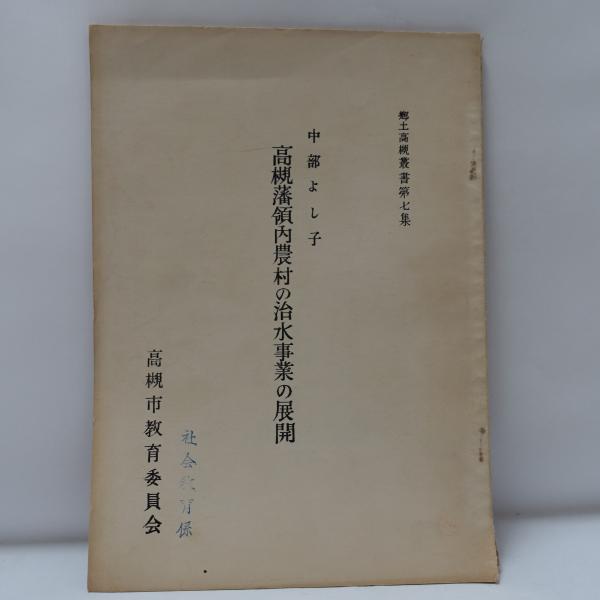 郷土高槻叢書第七集
中部よし子
高槻藩領内農村の治水事業の展開
社会教育係
高槻市教育委員会